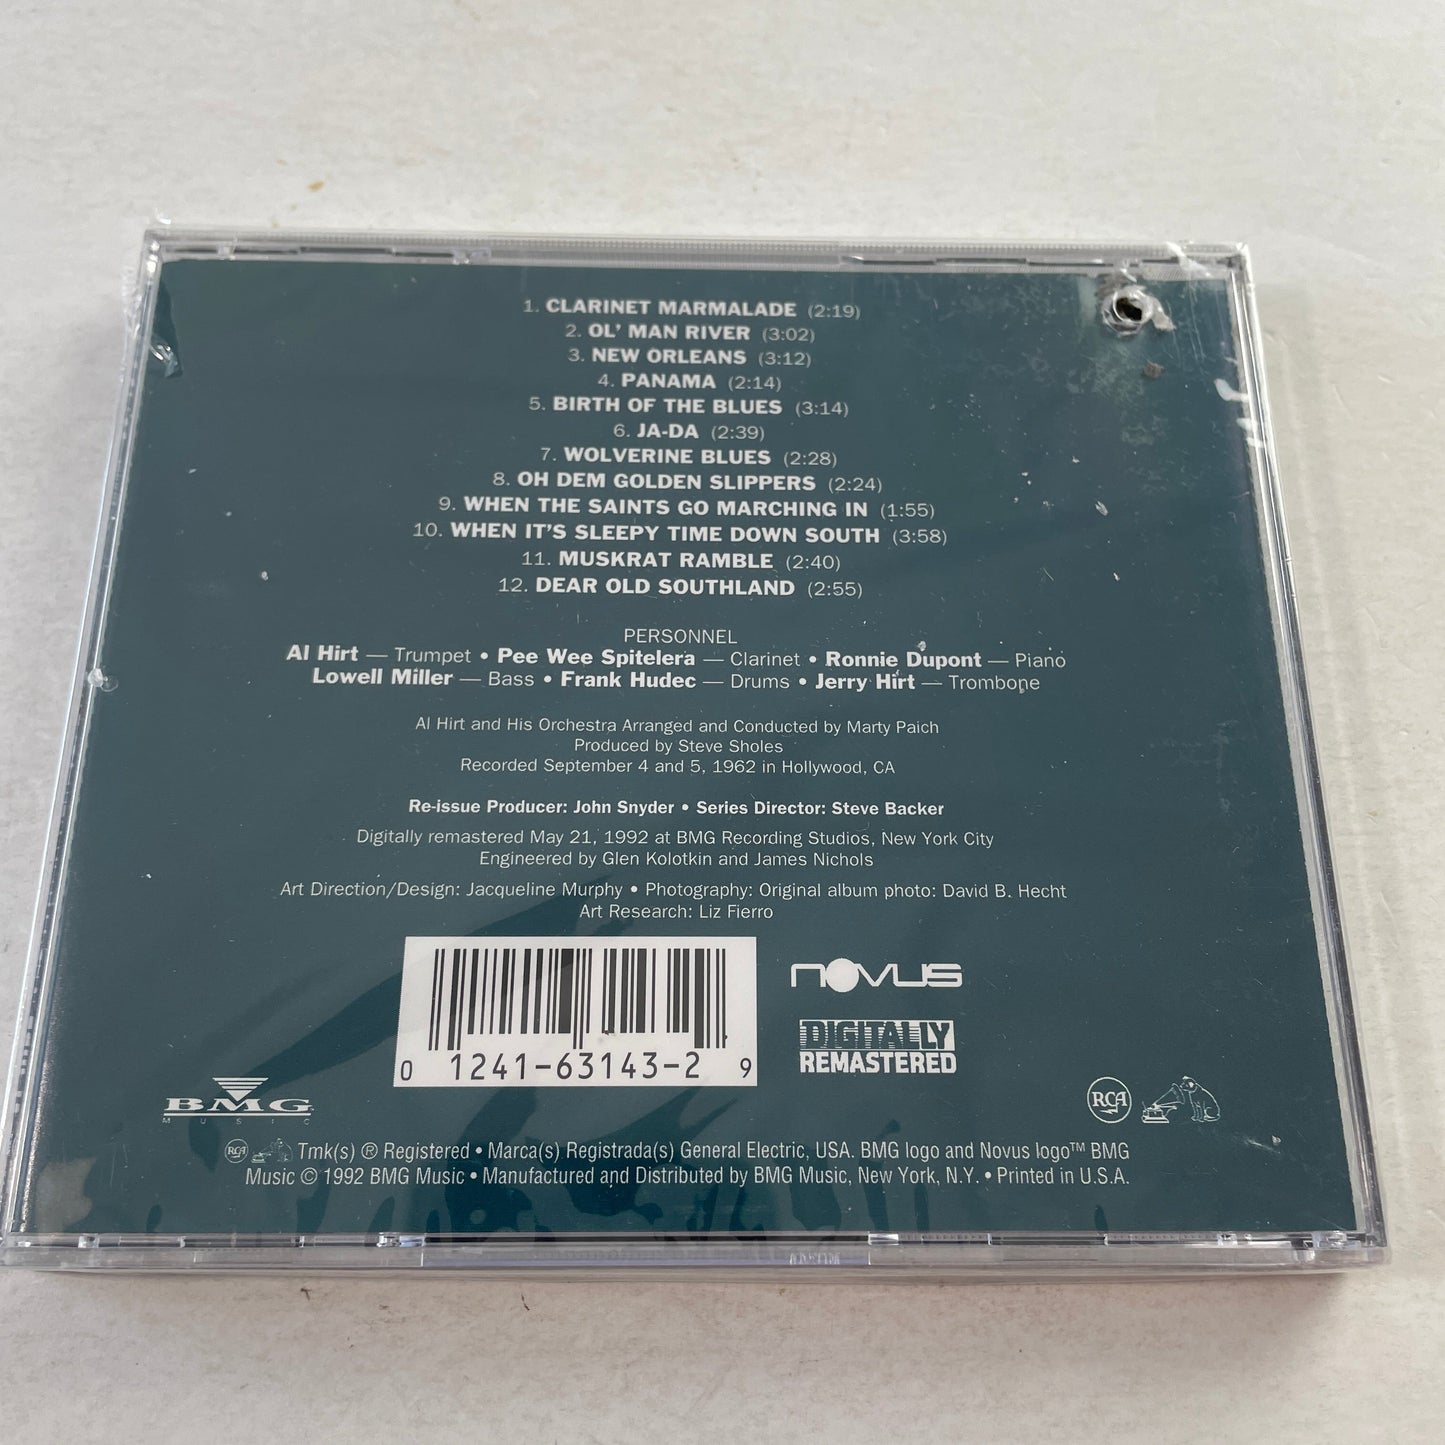 1. CLARINET MARMALADE (2:19)
2. OL' MAN RIVER (3:02)
3. NEW ORLEANS (3:12)
4. PANAMA (2:14)
5. BIRTH OF THE BLUES (3:14)
6. JA-DA (2:39)
7. WOLVERINE BLUES (2:28)
8. OH DEM GOLDEN SLIPPERS (2:24)
9. WHEN THE SAINTS GO MARCHING IN (1:55)
10. WHEN IT'S SLEEPY TIME DOWN SOUTH (3:58)
11. MUSKRAT RAMBLE (2:40)
12. DEAR OLD SOUTHLAND (2:55)
PERSONNEL
Al Hirt — Trumpet • Pee Wee Spitelera — Clarinet • Ronnie Dupont — Piano
Lowell Miller — Bass • Frank Hudec — Drums • Jerry Hirt — Trombone
Al Hirt and His Orchestra Arranged and Conducted by Marty Paich
Produced by Steve Sholes
Recorded September 4 and 5, 1962 in Hollywood, CA
Re-issue Producer: John Snyder • Series Director: Steve Backer
Digitally remastered May 21, 1992 at BMG Recording Studios, New York City
Engineered by Glen Kolotkin and James Nichols
Art Direction/Design: Jacqueline Murphy • Photography: Original album photo: David B. Hecht
Art Research: Liz Fierro
0 1241-63143-2 9
NOVUS
DIGITALLY
REMASTERED
BMG
MUSIC
RCA
RCA Tmk(s) ® Registered • Marca(s) Registrada(s) General Electric, USA. BMG logo and Novus logo™ BMG
Music © 1992 BMG Music • Manufactured and Distributed by BMG Music, New York, N.Y. • Printed in U.S.A.